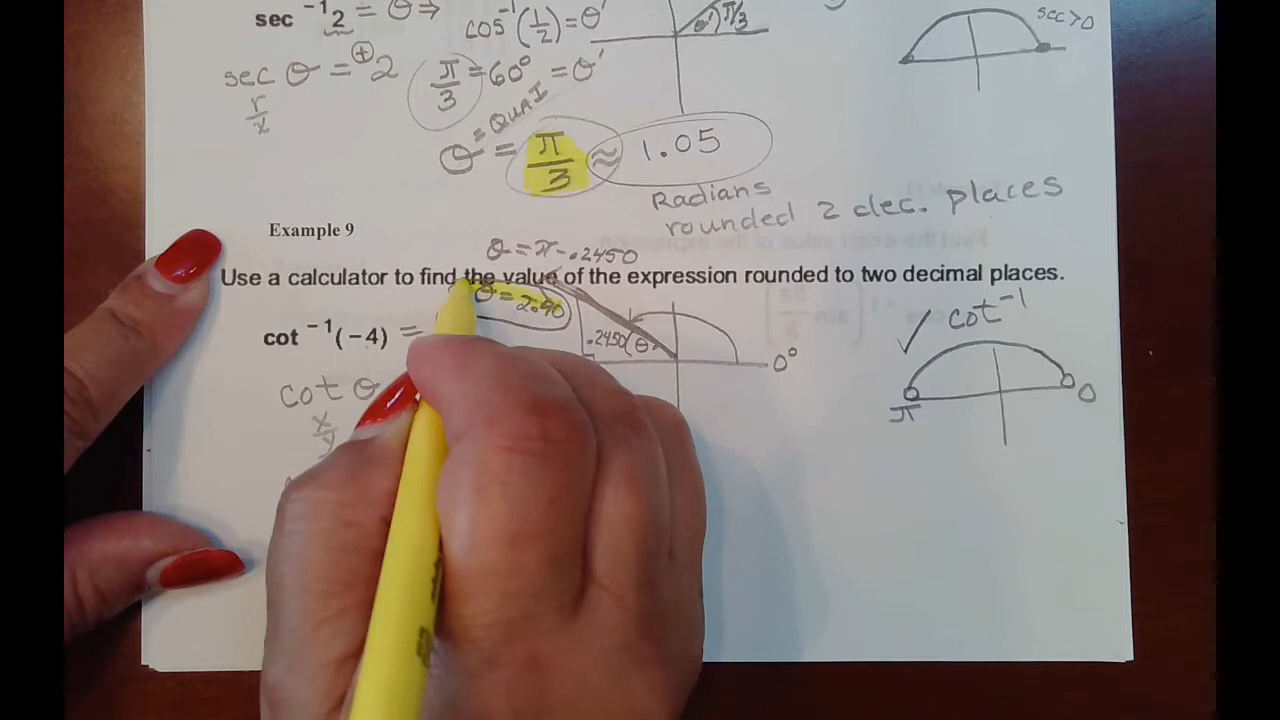 sec ⁻¹2 = θ ⇒ cos⁻¹(1/2) = θ' θ' π/3 sec>0
sec θ = ⊕2 π/3 = 60° = θ'
r/x
= QUA I
θ = π/3 ≈ 1.05
Radians
rounded 2 dec. places
Example 9
θ = π - .2450
Use a calculator to find the value of the expression rounded to two decimal places.
θ = 2.90
cot ⁻¹(−4) = .2450 (θ' 0° ✓ cot⁻¹
cot θ π 0
x/y